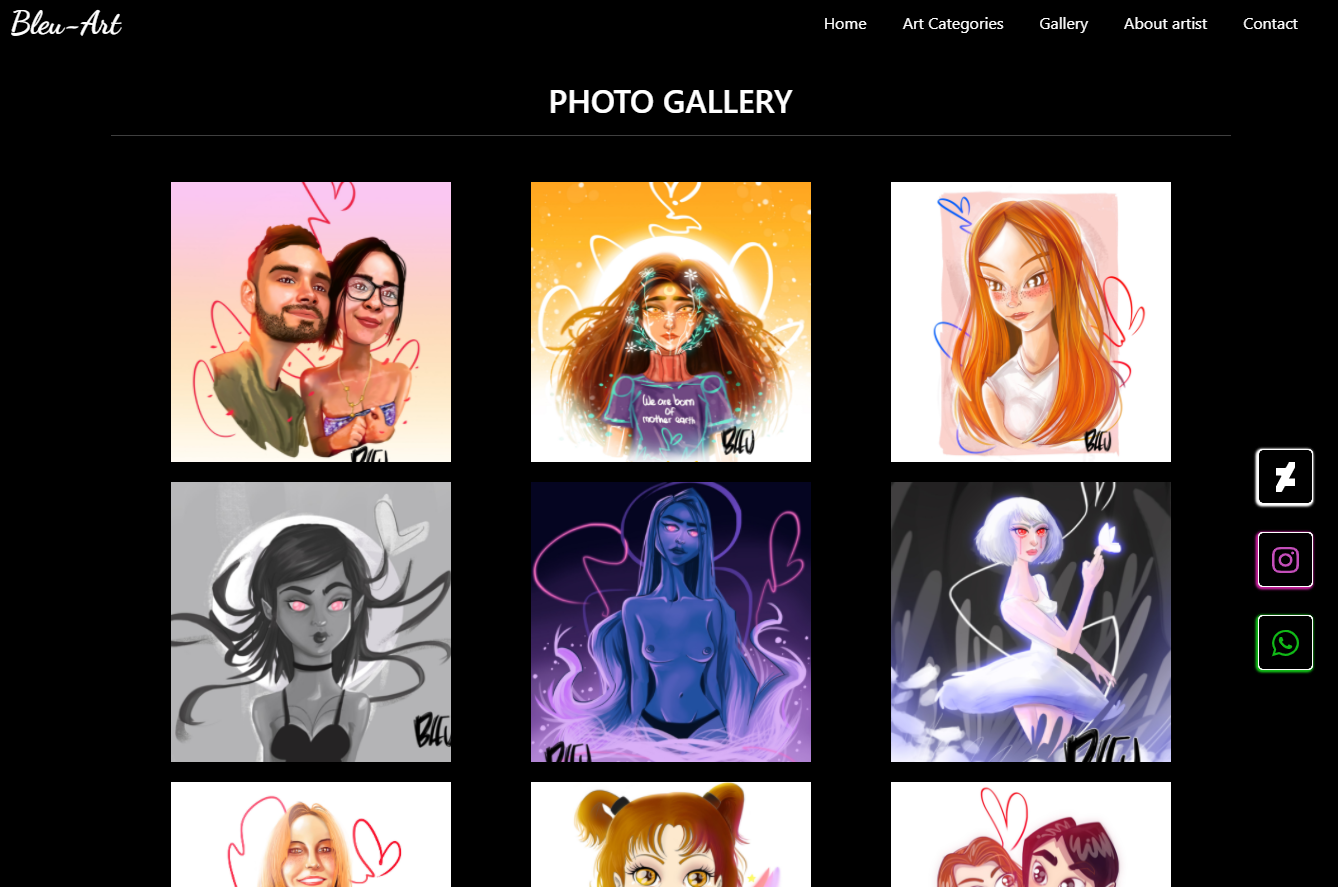 Bleu-Art
Home
Art Categories
Gallery
About artist
Contact
PHOTO GALLERY
BLEU
We are born
of
mother earth
BLEU
BLEU
BLEU
BLEU
BLEU